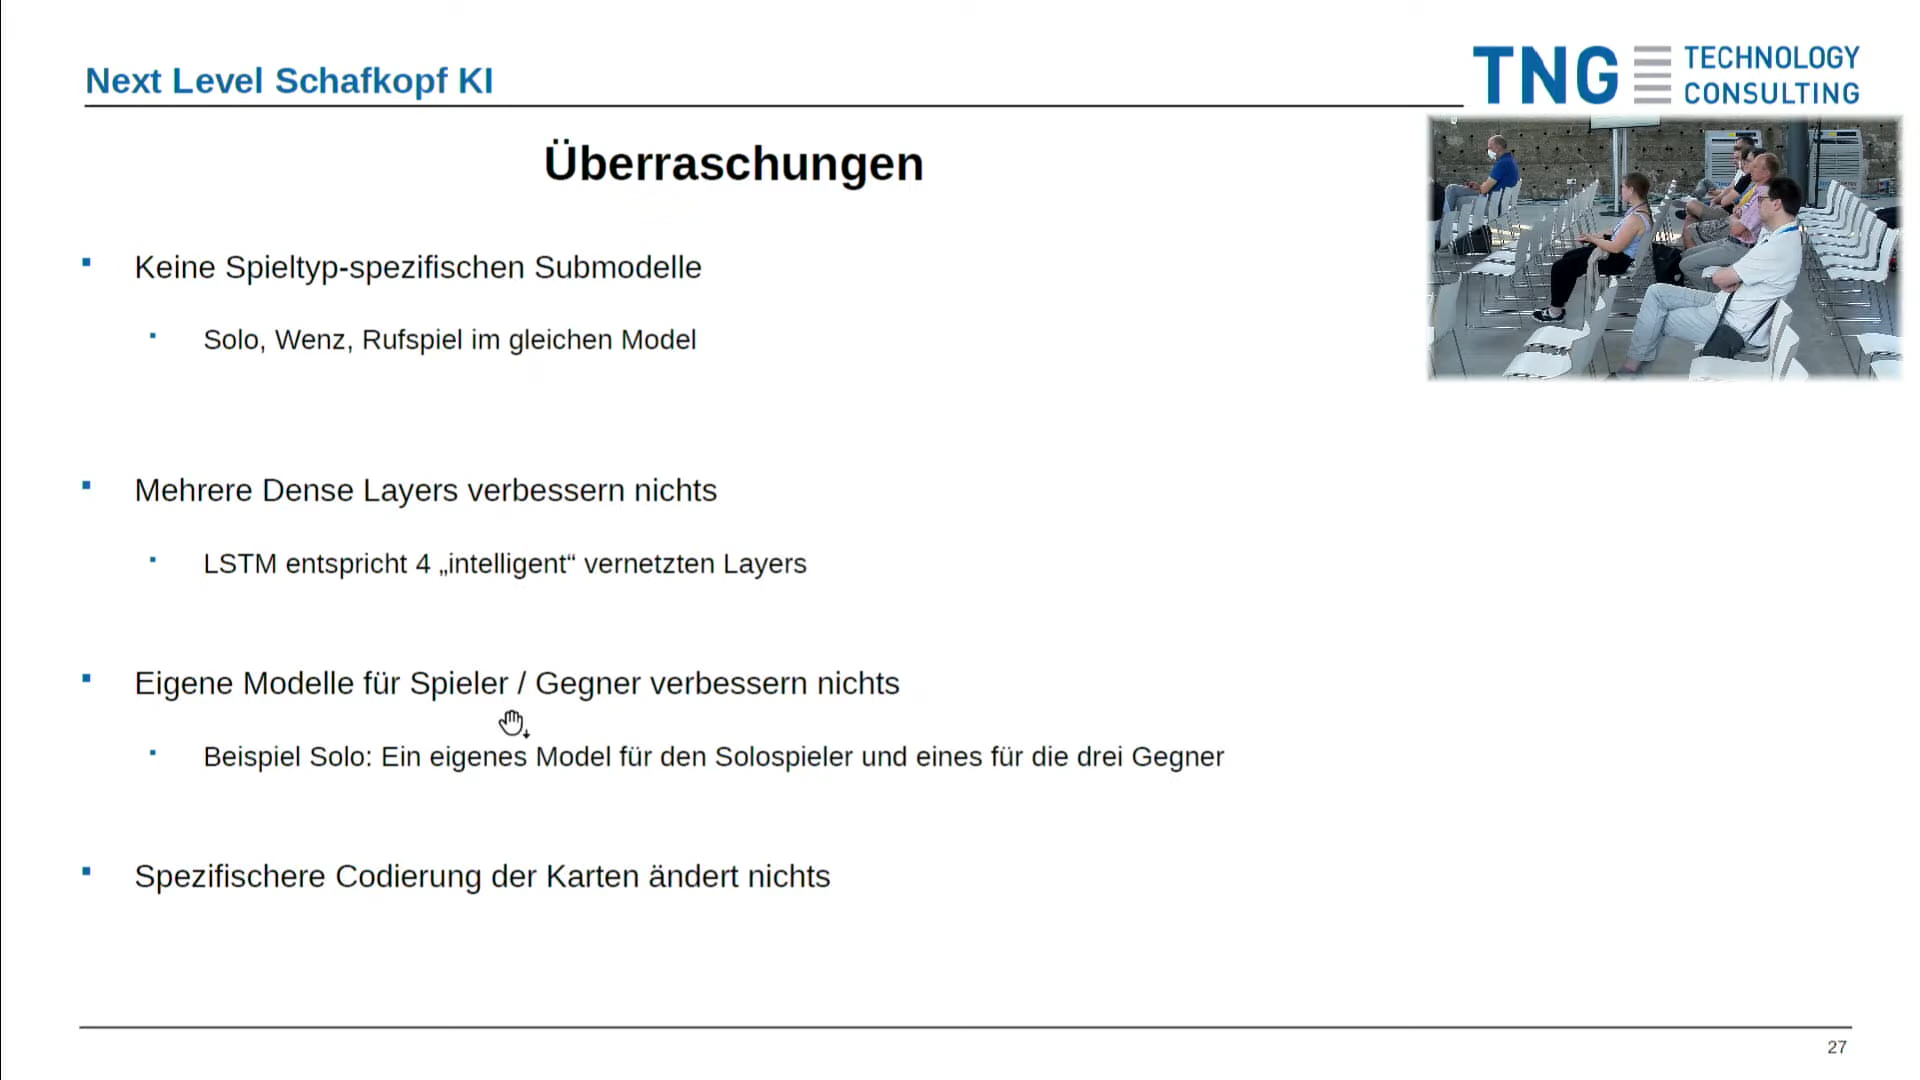 Next Level Schafkopf KI
TNG TECHNOLOGY CONSULTING
Überraschungen
Keine Spieltyp-spezifischen Submodelle
Solo, Wenz, Rufspiel im gleichen Model
Mehrere Dense Layers verbessern nichts
LSTM entspricht 4 „intelligent“ vernetzten Layers
Eigene Modelle für Spieler / Gegner verbessern nichts
Beispiel Solo: Ein eigenes Model für den Solospieler und eines für die drei Gegner
Spezifischere Codierung der Karten ändert nichts
27